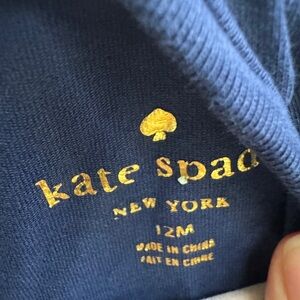 kate spad
NEW YORK
12M
MADE IN CHINA
FAIT EN CHINE